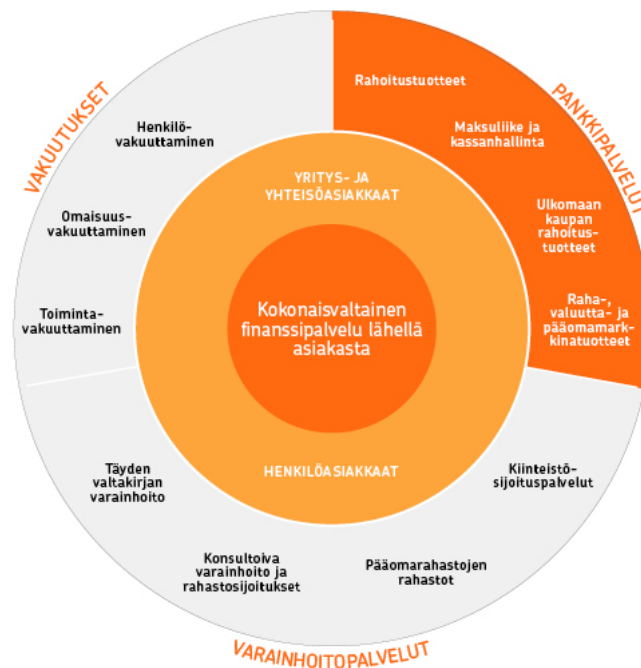 VAKUUTUKSET
Henkilö-
vakuuttaminen
Omaisuus-
vakuuttaminen
Toiminta-
vakuuttaminen
PANKKIPALVELUT
Rahoitustuotteet
Maksuliike ja
kassanhallinta
Ulkomaan
kaupan
rahoitus-
tuotteet
Raha-,
valuutta- ja
pääomamark-
kinatuotteet
YRITYS- JA
YHTEISÖASIAKKAAT
Kokonaisvaltainen
finanssipalvelu lähellä
asiakasta
HENKILÖASIAKKAAT
Täyden
valtakirjan
varainhoito
Konsultoiva
varainhoito ja
rahastosijoitukset
Pääomarahastojen
rahastot
Kiinteistö-
sijoituspalvelut
VARAINHOITOPALVELUT